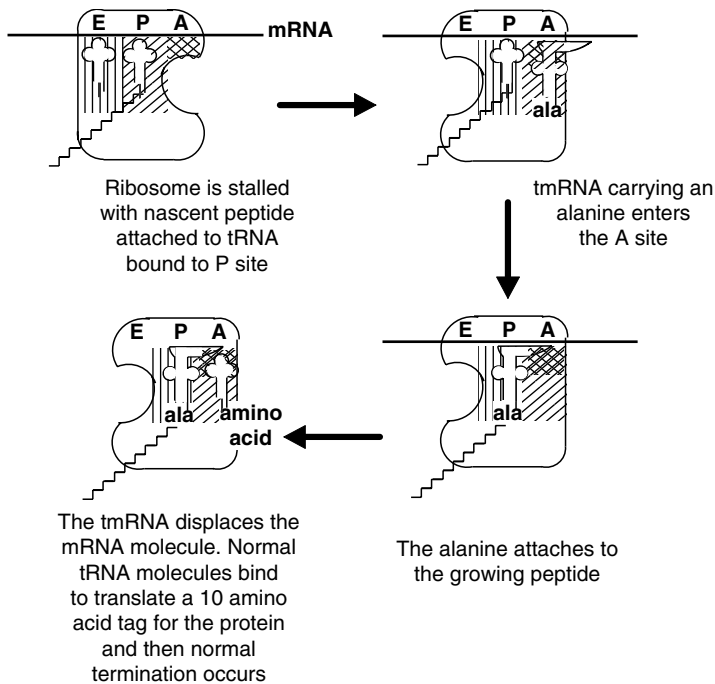 E P A
mRNA
Ribosome is stalled
with nascent peptide
attached to tRNA
bound to P site
E P A
ala
tmRNA carrying an
alanine enters
the A site
E P A
ala
The alanine attaches to
the growing peptide
E P A
ala amino
acid
The tmRNA displaces the
mRNA molecule. Normal
tRNA molecules bind
to translate a 10 amino
acid tag for the protein
and then normal
termination occurs